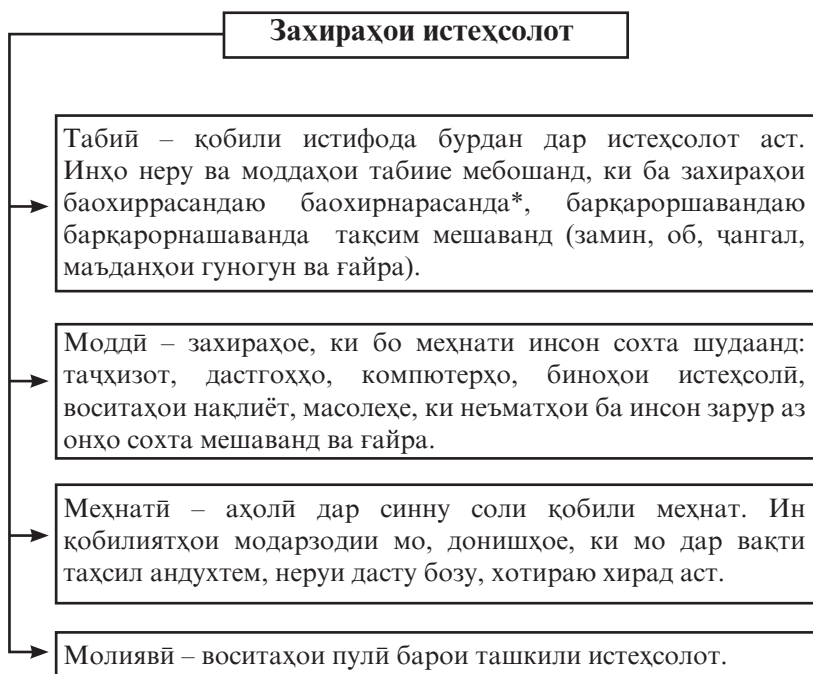 Захираҳои истеҳсолот
Табиӣ – қобили истифода бурдан дар истеҳсолот аст.
Инҳо неру ва моддаҳои табиие мебошанд, ки ба захираҳои
баохиррасандаю баохирнарасанда*, барқароршавандаю
барқарорнашаванда тақсим мешаванд (замин, об, ҷангал,
маъданҳои гуногун ва ғайра).
Моддӣ – захираҳое, ки бо меҳнати инсон сохта шудаанд:
таҷҳизот, дастгоҳҳо, компютерҳо, биноҳои истеҳсолӣ,
воситаҳои нақлиёт, масолеҳе, ки неъматҳои ба инсон зарур аз
онҳо сохта мешаванд ва ғайра.
Меҳнатӣ – аҳолӣ дар синну соли қобили меҳнат. Ин
қобилиятҳои модарзодии мо, донишҳое, ки мо дар вақти
таҳсил андухтем, неруи дасту бозу, хотираю хирад аст.
Молиявӣ – воситаҳои пулӣ барои ташкили истеҳсолот.